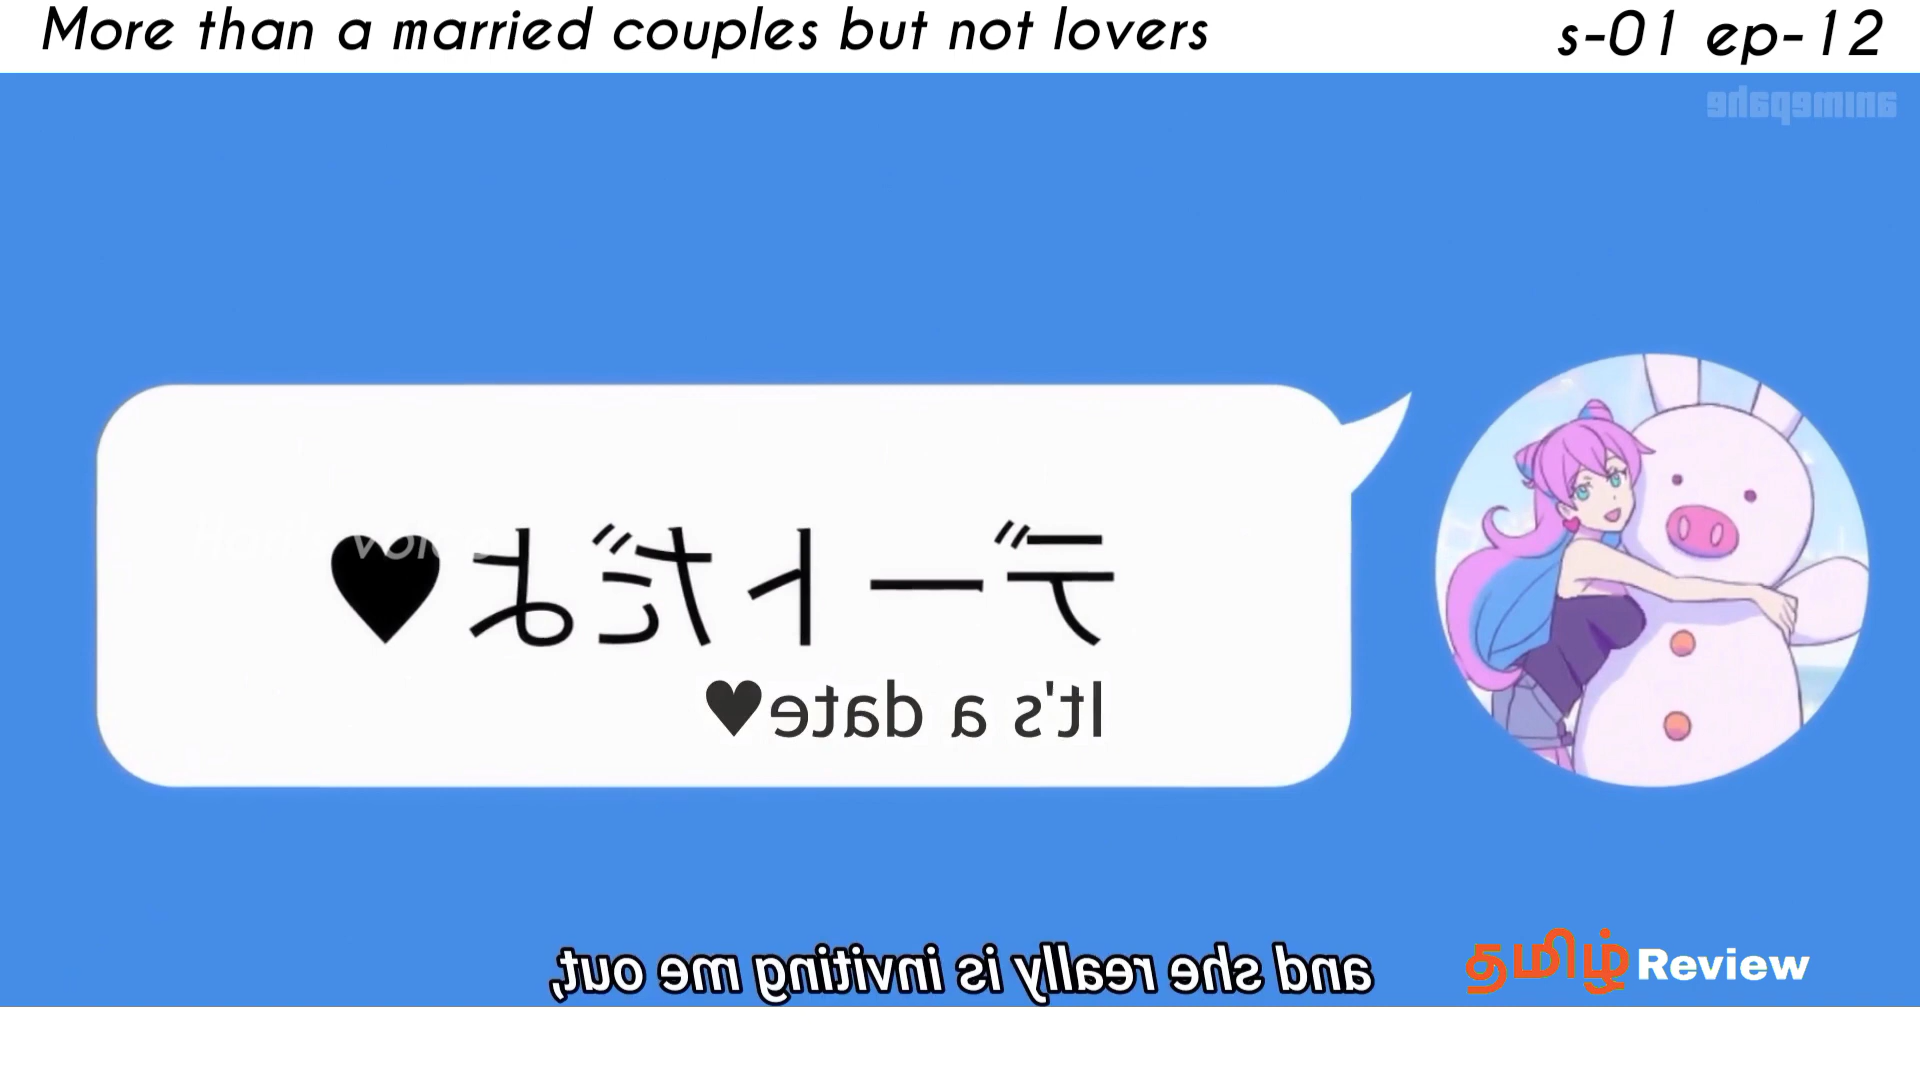 More than a married couples but not lovers
s-01 ep-12
animepahe
デートだよ♥
It's a date♥
and she really is inviting me out,
தமிழ் Review